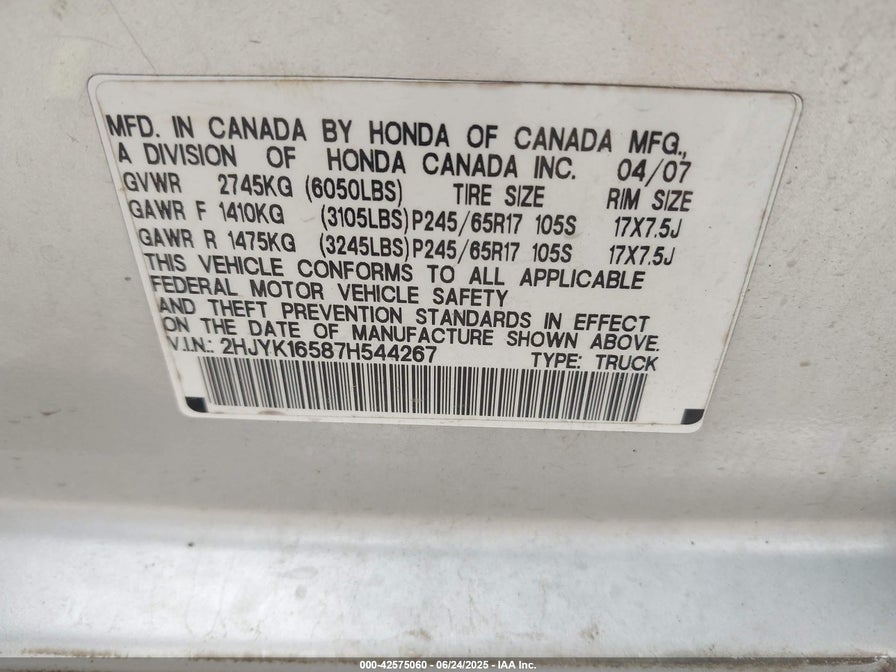 MFD. IN CANADA BY HONDA OF CANADA MFG.,
A DIVISION OF HONDA CANADA INC. 04/07
GVWR 2745KG (6050LBS) TIRE SIZE RIM SIZE
GAWR F 1410KG (3105LBS) P245/65R17 105S 17X7.5J
GAWR R 1475KG (3245LBS) P245/65R17 105S 17X7.5J
THIS VEHICLE CONFORMS TO ALL APPLICABLE
FEDERAL MOTOR VEHICLE SAFETY
AND THEFT PREVENTION STANDARDS IN EFFECT
ON THE DATE OF MANUFACTURE SHOWN ABOVE.
V.I.N.: 2HJYK16587H544267 TYPE: TRUCK
000-42575060 - 06/24/2025 - IAA Inc.